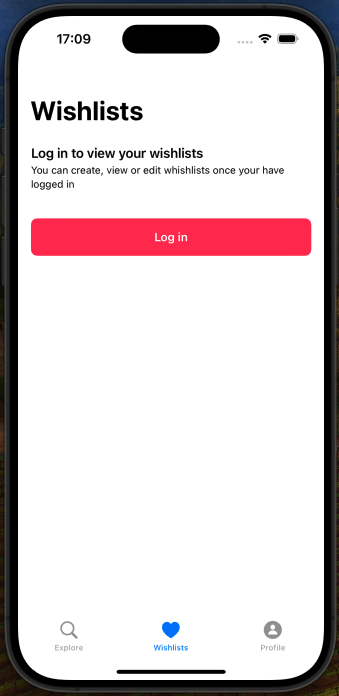 17:09
Wishlists
Log in to view your wishlists
You can create, view or edit whishlists once your have
logged in
Log in
Explore
Wishlists
Profile